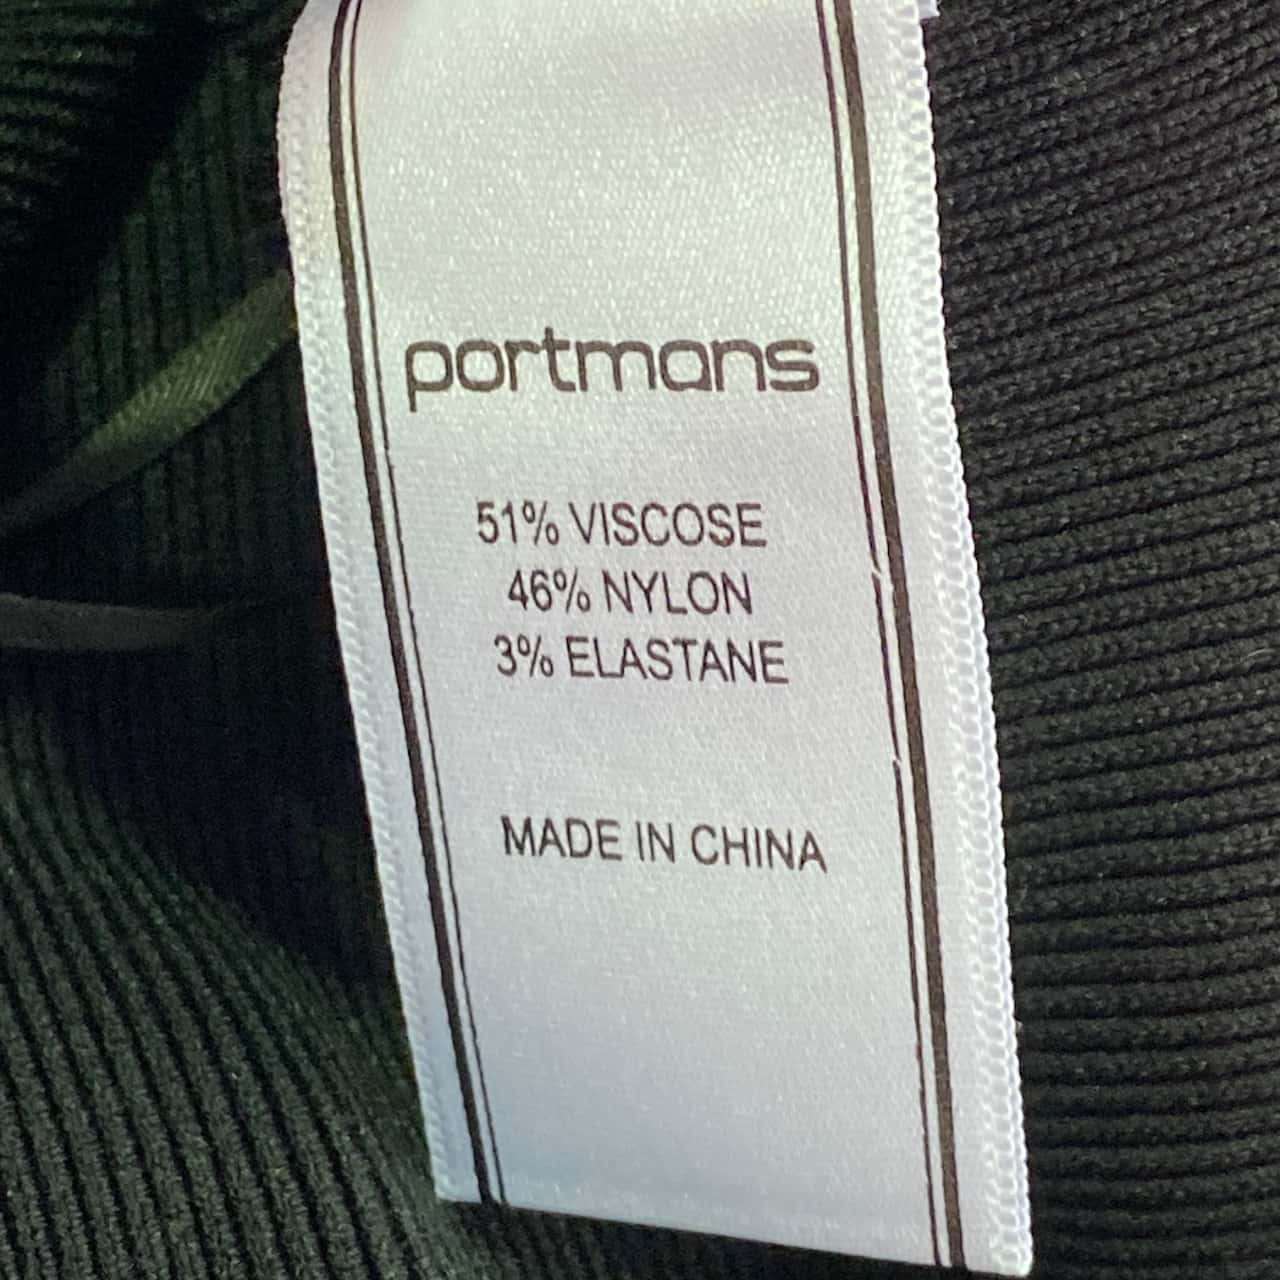 portmans
51% VISCOSE
46% NYLON
3% ELASTANE
MADE IN CHINA